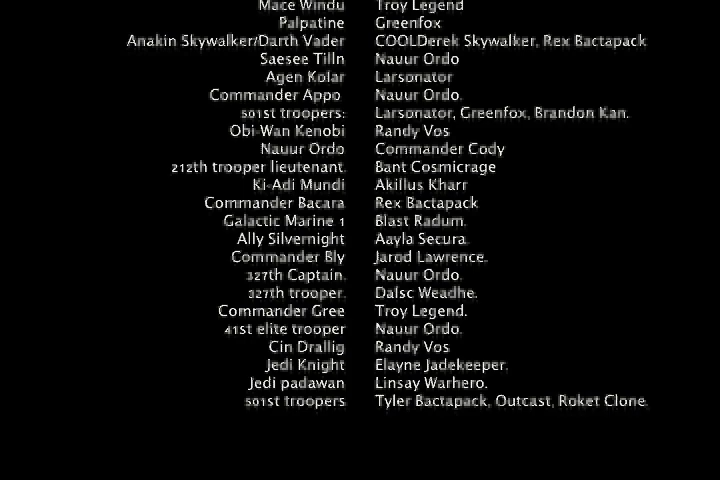 Mace Windu Troy Legend
Palpatine Greenfox
Anakin Skywalker/Darth Vader COOLDerek Skywalker, Rex Bactapack
Saesee Tilln Nauur Ordo
Agen Kolar Larsonator
Commander Appo Nauur Ordo.
501st troopers: Larsonator, Greenfox, Brandon Kan.
Obi-Wan Kenobi Randy Vos
Nauur Ordo Commander Cody
212th trooper lieutenant. Bant Cosmicrage
Ki-Adi Mundi Akillus Kharr
Commander Bacara Rex Bactapack
Galactic Marine 1 Blast Radum.
Ally Silvernight Aayla Secura
Commander Bly Jarod Lawrence.
327th Captain. Nauur Ordo.
327th trooper. Dalsc Weadhe.
Commander Gree Troy Legend.
41st elite trooper Nauur Ordo.
Cin Drallig Randy Vos
Jedi Knight Elayne Jadekeeper.
Jedi padawan Linsay Warhero.
501st troopers Tyler Bactapack, Outcast, Roket Clone.